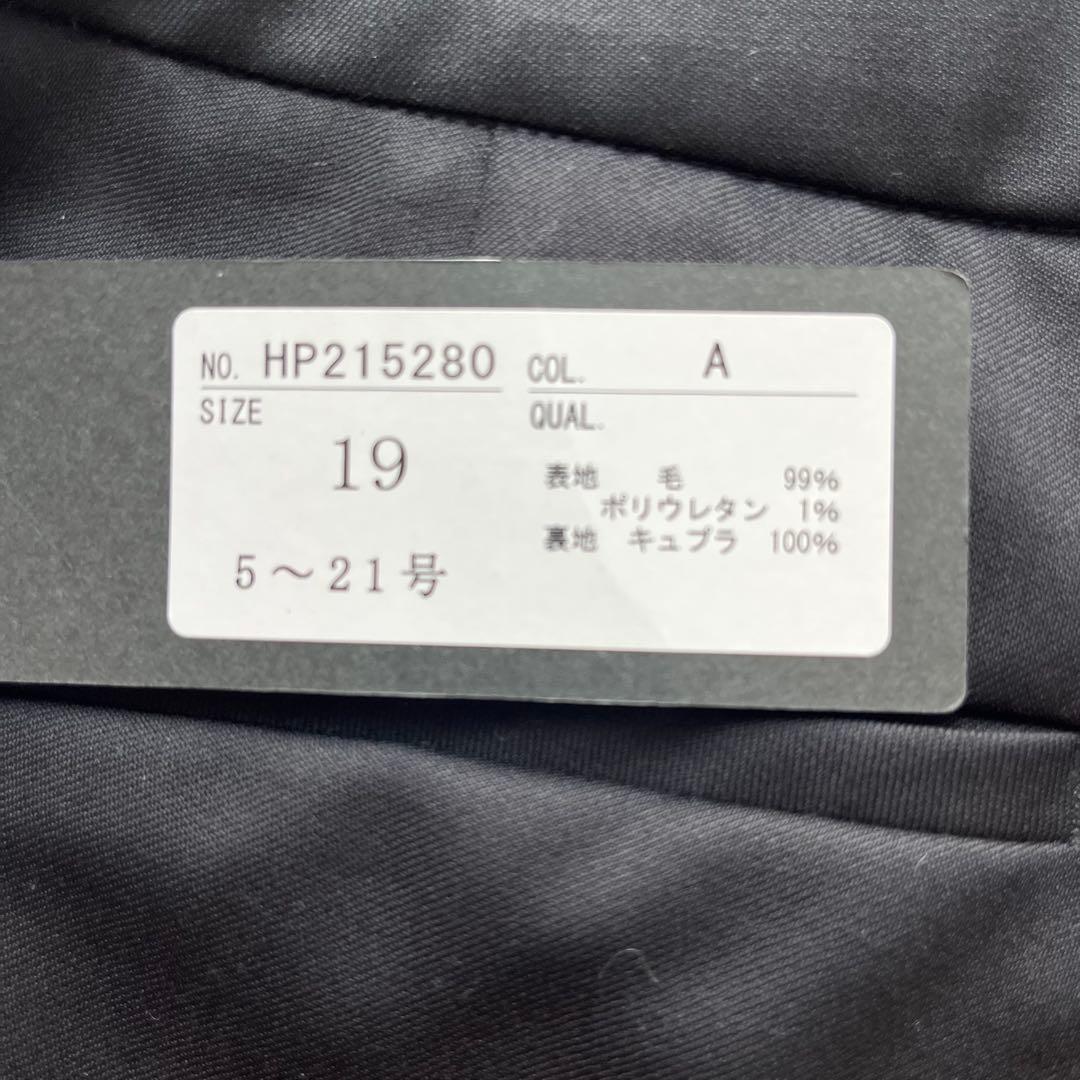 NO. HP215280
COL. A
SIZE
19
5～21号
QUAL.
表地 毛 99%
ポリウレタン 1%
裏地 キュプラ 100%